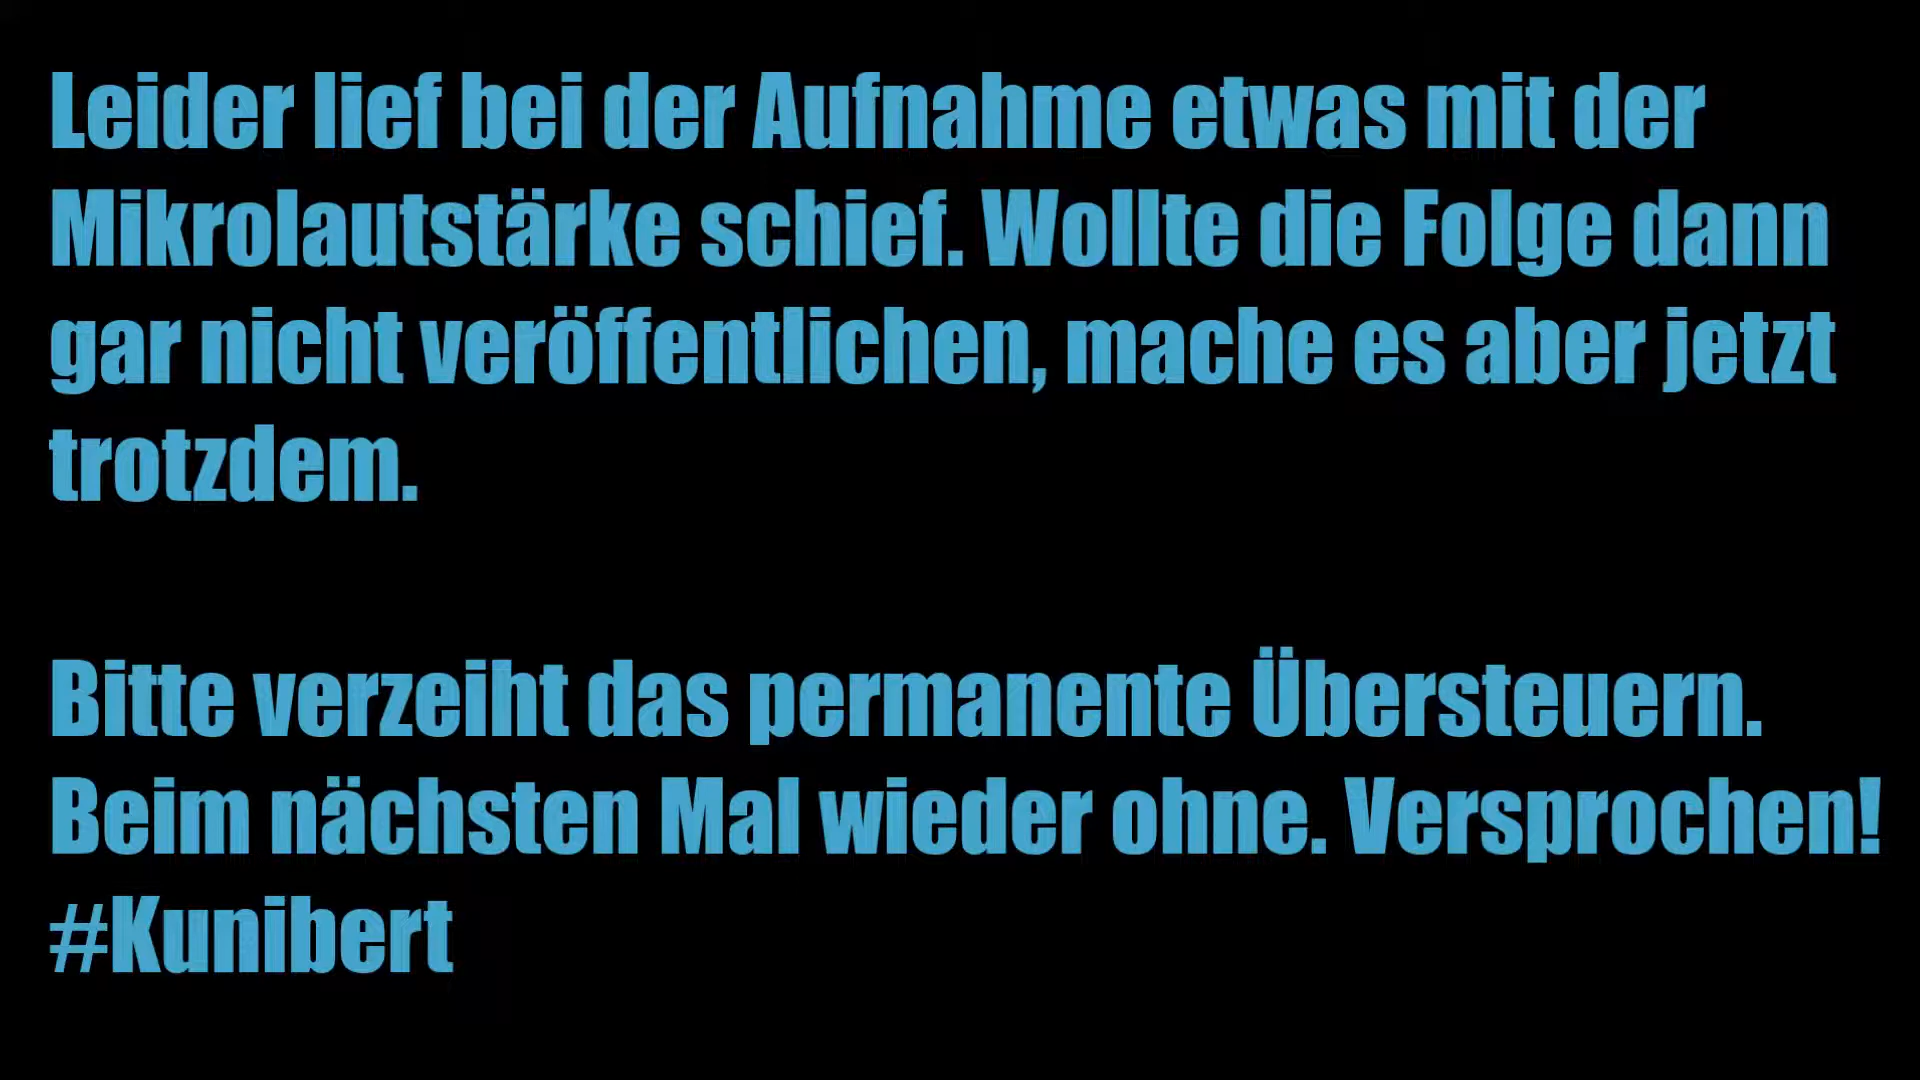 Leider lief bei der Aufnahme etwas mit der
Mikrolautstärke schief. Wollte die Folge dann
gar nicht veröffentlichen, mache es aber jetzt
trotzdem.
Bitte verzeiht das permanente Übersteuern.
Beim nächsten Mal wieder ohne. Versprochen!
#Kunibert